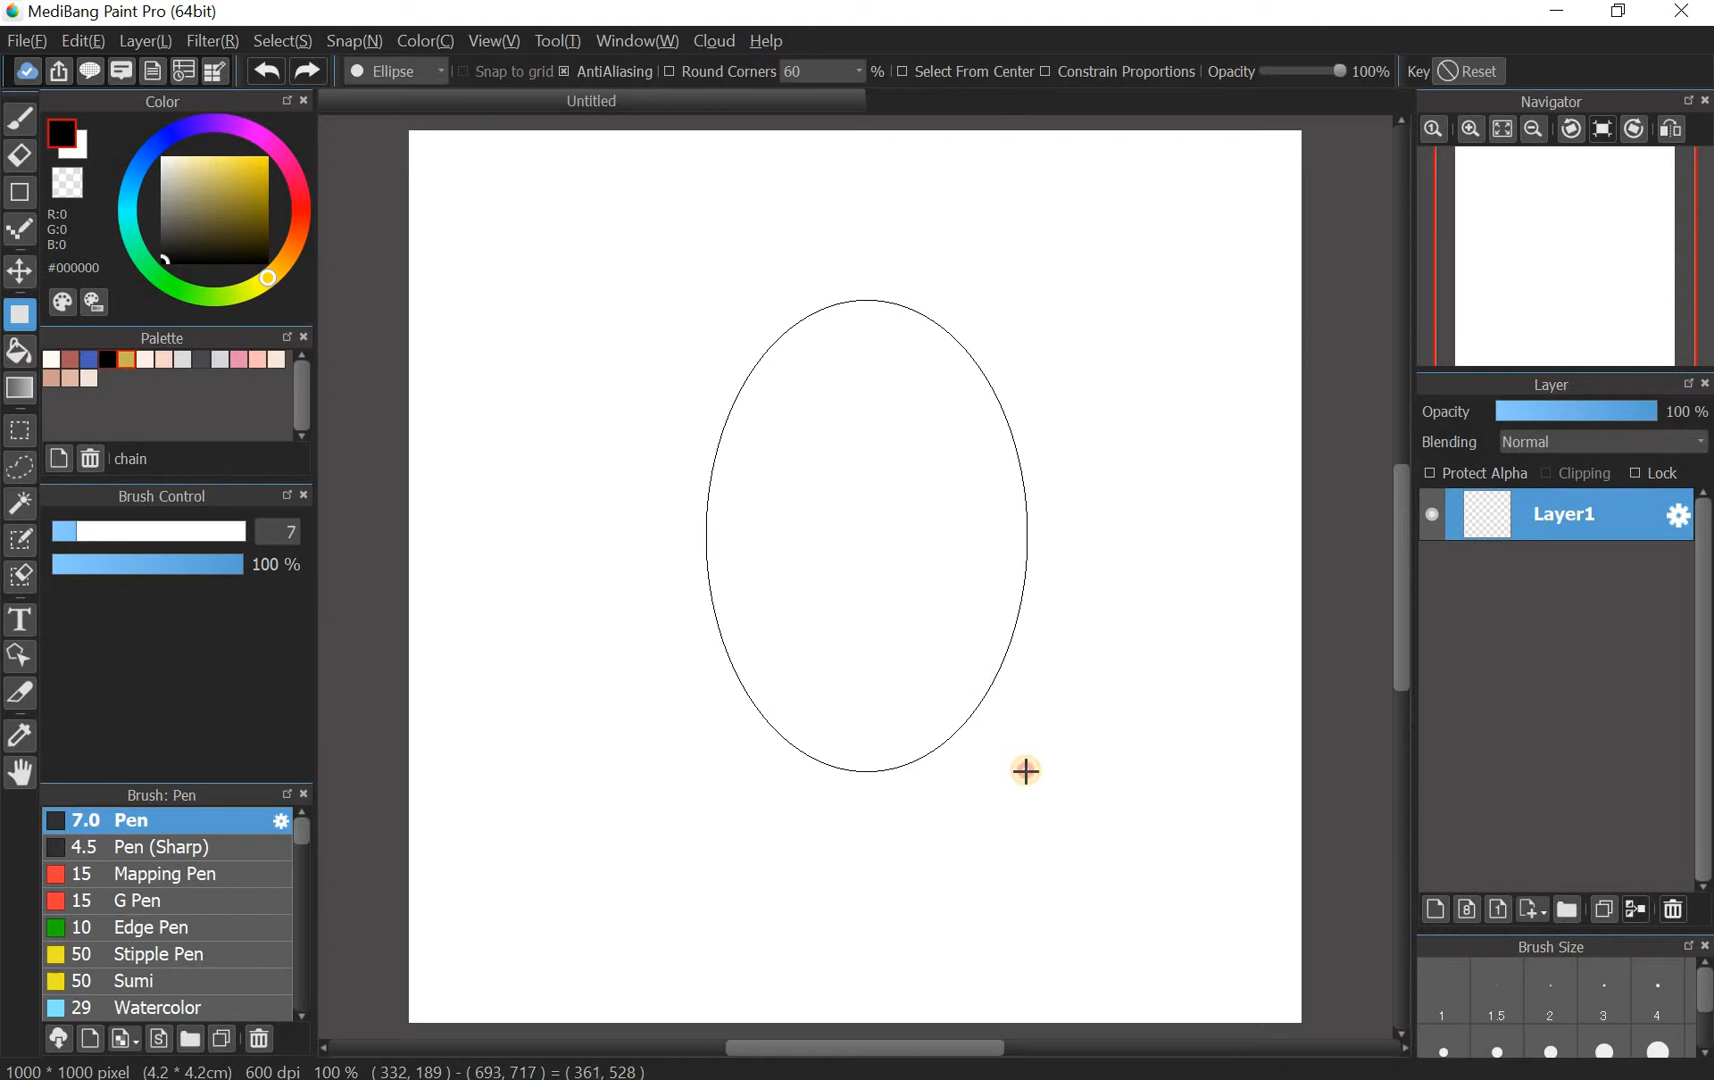 MediBang Paint Pro (64bit)
File(F) Edit(E) Layer(L) Filter(R) Select(S) Snap(N) Color(C) View(V) Tool(T) Window(W) Cloud Help
Ellipse Snap to grid AntiAliasing Round Corners 60 % Select From Center Constrain Proportions Opacity 100% Key Reset
Color
Untitled
Navigator
R:0
G:0
B:0
#000000
Palette
chain
Brush Control
7
100 %
Brush: Pen
7.0 Pen
4.5 Pen (Sharp)
15 Mapping Pen
15 G Pen
10 Edge Pen
50 Stipple Pen
50 Sumi
29 Watercolor
Layer
Opacity 100 %
Blending Normal
Protect Alpha Clipping Lock
Layer1
8 1
Brush Size
1 1.5 2 3 4
1000 * 1000 pixel (4.2 * 4.2cm) 600 dpi 100 % ( 332, 189 ) - ( 693, 717 ) = ( 361, 528 )